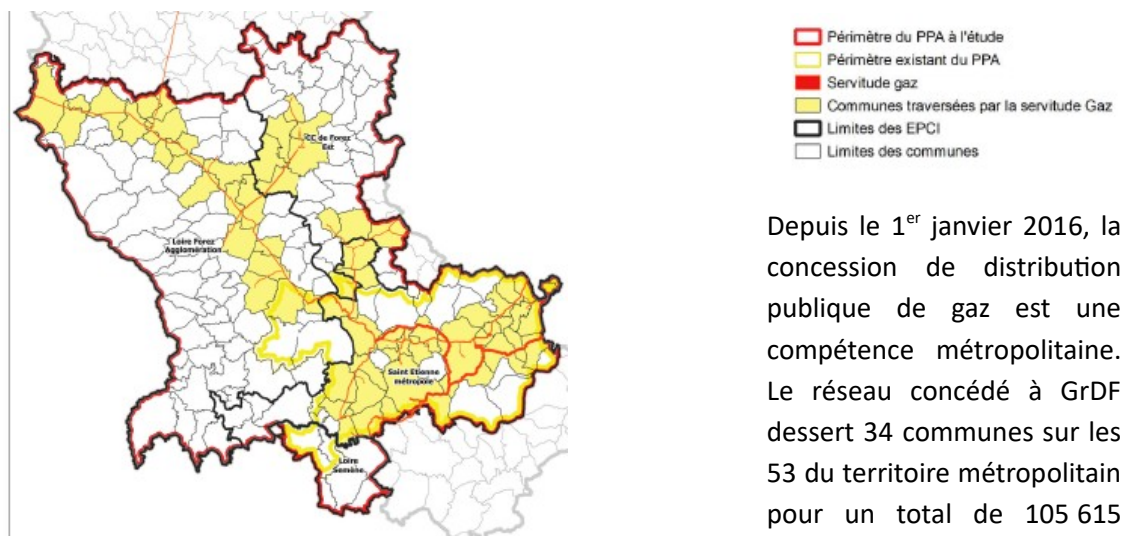 Périmètre du PPA à l'étude
Périmètre existant du PPA
Servitude gaz
Communes traversées par la servitude Gaz
Limites des EPCI
Limites des communes
CC de Forez
Est
Loire Forez
Agglomération
Saint Etienne
métropole
Loire
Semène
Depuis le 1er janvier 2016, la
concession de distribution
publique de gaz est une
compétence métropolitaine.
Le réseau concédé à GrDF
dessert 34 communes sur les
53 du territoire métropolitain
pour un total de 105 615